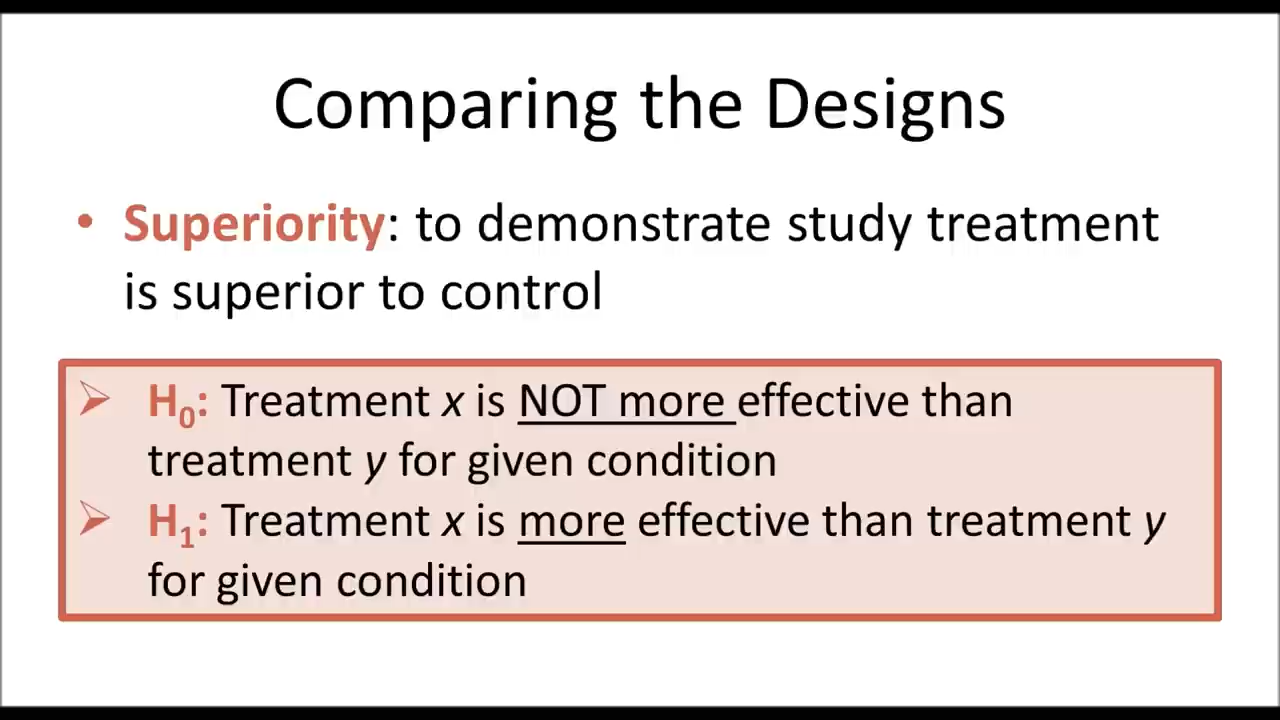 Comparing the Designs
• Superiority: to demonstrate study treatment
is superior to control
➢ H₀: Treatment x is NOT more effective than
treatment y for given condition
➢ H₁: Treatment x is more effective than treatment y
for given condition